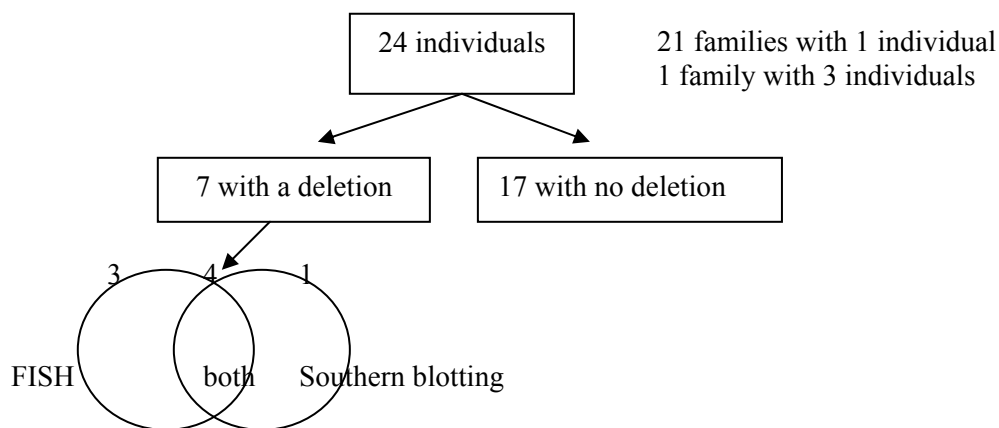 24 individuals
21 families with 1 individual
1 family with 3 individuals
7 with a deletion
17 with no deletion
3 4 1
FISH both Southern blotting